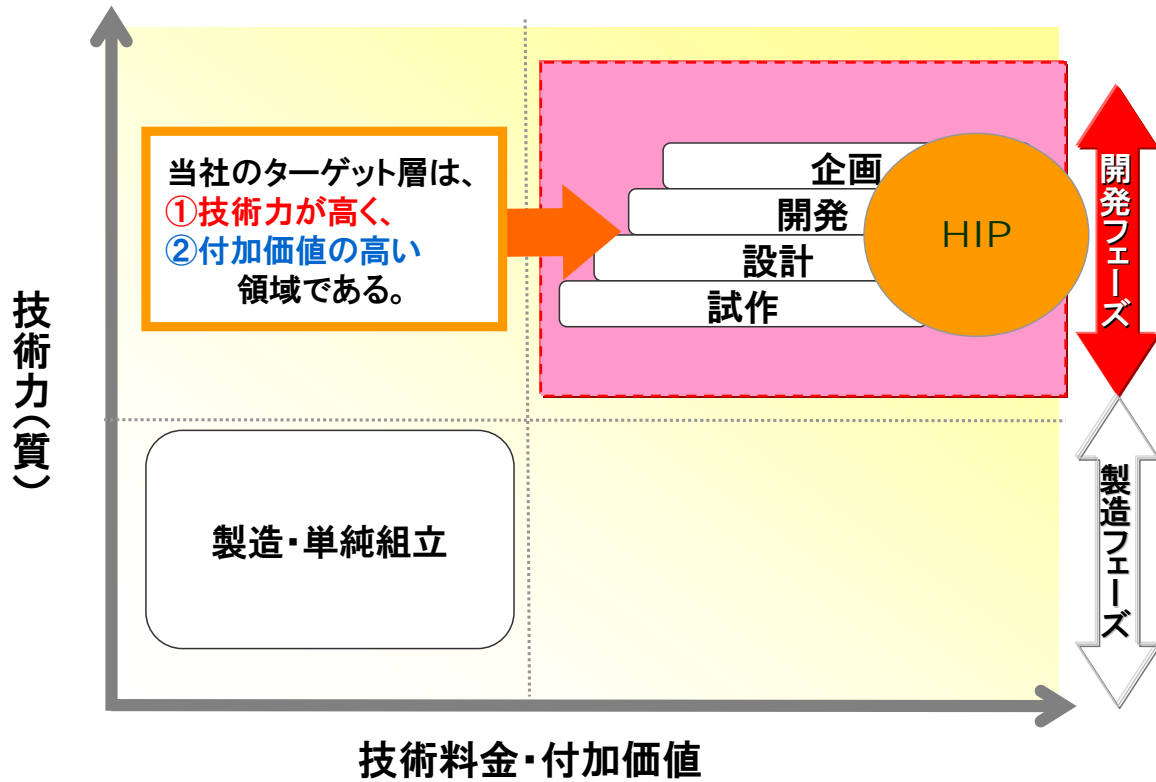 当社のターゲット層は、
①技術力が高く、
②付加価値の高い
領域である。
企画
開発
設計
試作
HIP
開発フェーズ
製造フェーズ
技術力(質)
製造・単純組立
技術料金・付加価値